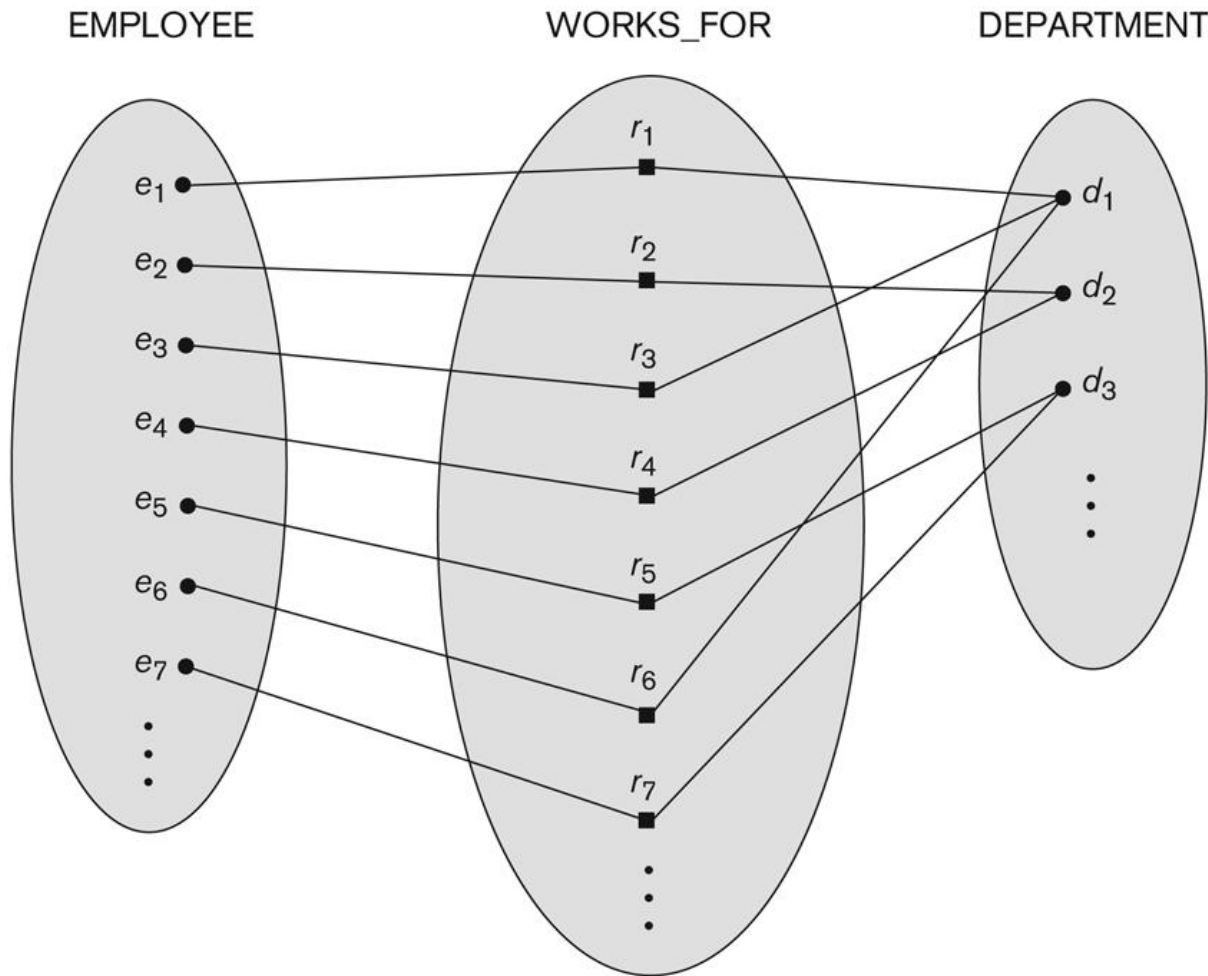 EMPLOYEE WORKS_FOR DEPARTMENT
r₁
e₁ d₁
r₂
e₂ d₂
e₃ r₃ d₃
e₄ r₄
e₅ r₅
e₆ r₆
e₇ r₇